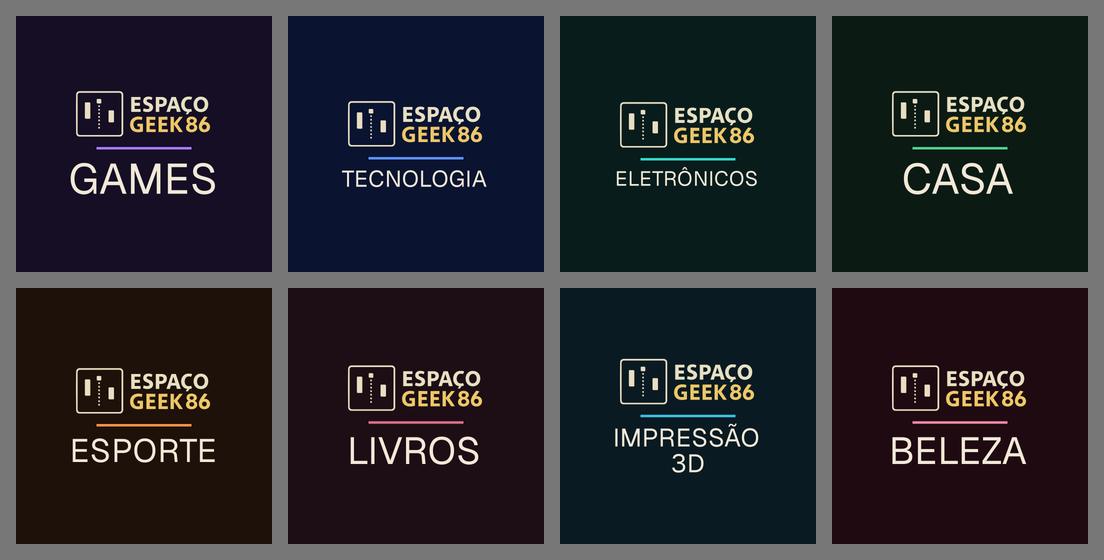 ESPAÇO
GEEK86
GAMES
ESPAÇO
GEEK86
TECNOLOGIA
ESPAÇO
GEEK86
ELETRÔNICOS
ESPAÇO
GEEK86
CASA
ESPAÇO
GEEK86
ESPORTE
ESPAÇO
GEEK86
LIVROS
ESPAÇO
GEEK86
IMPRESSÃO
3D
ESPAÇO
GEEK86
BELEZA